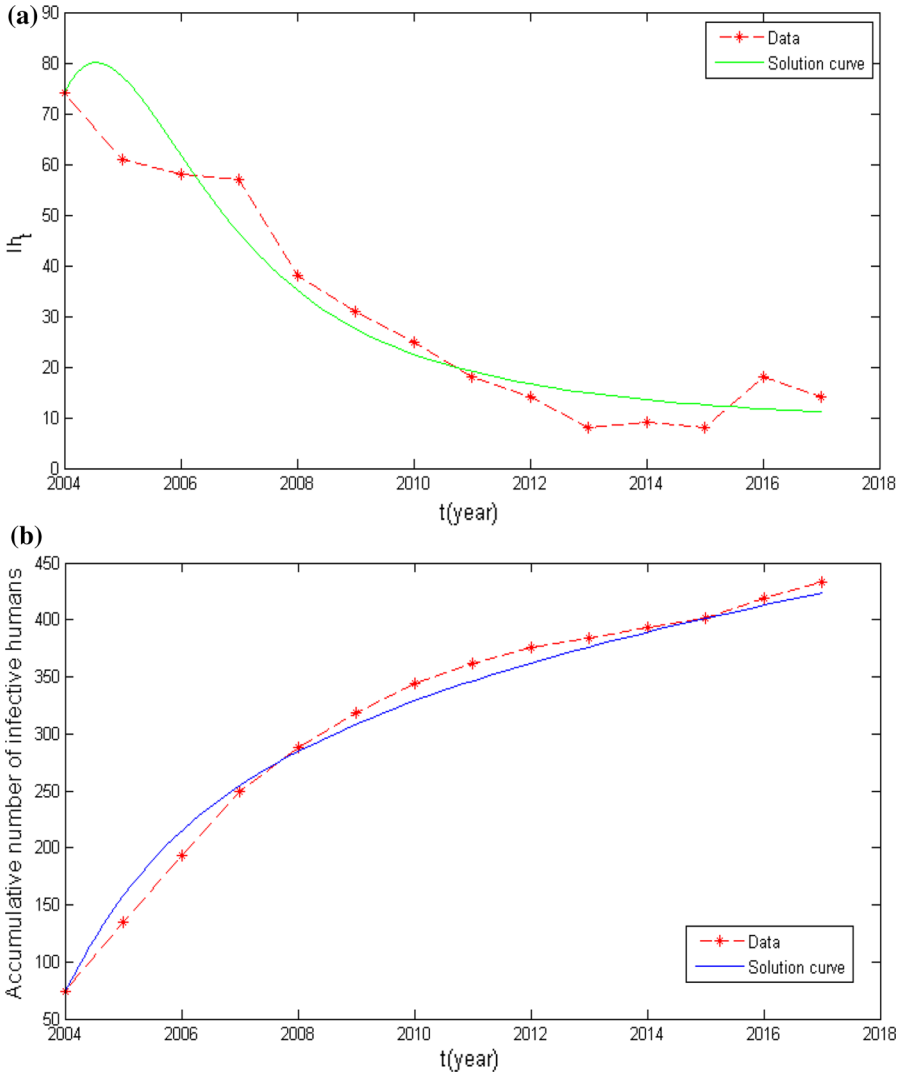 (a)
90
80
70
60
50
40
30
20
10
0
Ih_t
Data
Solution curve
2004 2006 2008 2010 2012 2014 2016 2018
t(year)
(b)
450
400
350
300
250
200
150
100
50
Accumulative number of infective humans
Data
Solution curve
2004 2006 2008 2010 2012 2014 2016 2018
t(year)